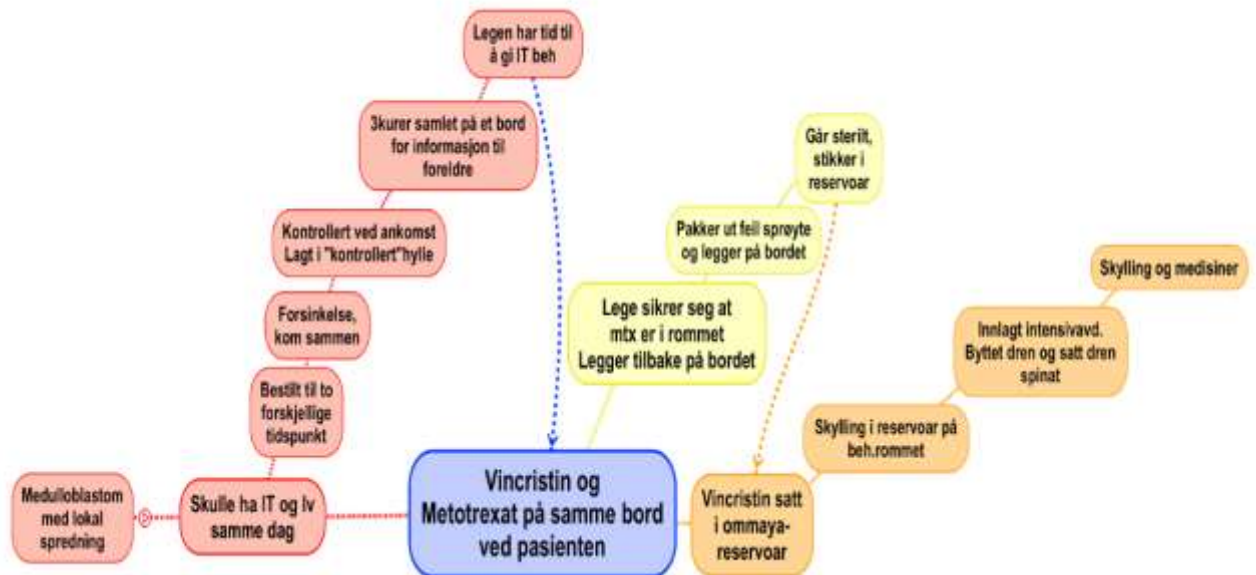 Legen har tid til
å gi IT beh
3kurer samlet på et bord
for informasjon til
foreldre
Kontrollert ved ankomst
Lagt i "kontrollert"hylle
Forsinkelse,
kom sammen
Bestilt til to
forskjellige
tidspunkt
Medulloblastom
med lokal
spredning
Skulle ha IT og Iv
samme dag
Vincristin og
Metotrexat på samme bord
ved pasienten
Lege sikrer seg at
mtx er i rommet
Legger tilbake på bordet
Pakker ut feil sprøyte
og legger på bordet
Går sterilt,
stikker i
reservoar
Vincristin satt
i ommaya-
reservoar
Skylling i reservoar på
beh.rommet
Innlagt intensivavd.
Byttet dren og satt dren
spinat
Skylling og medisiner